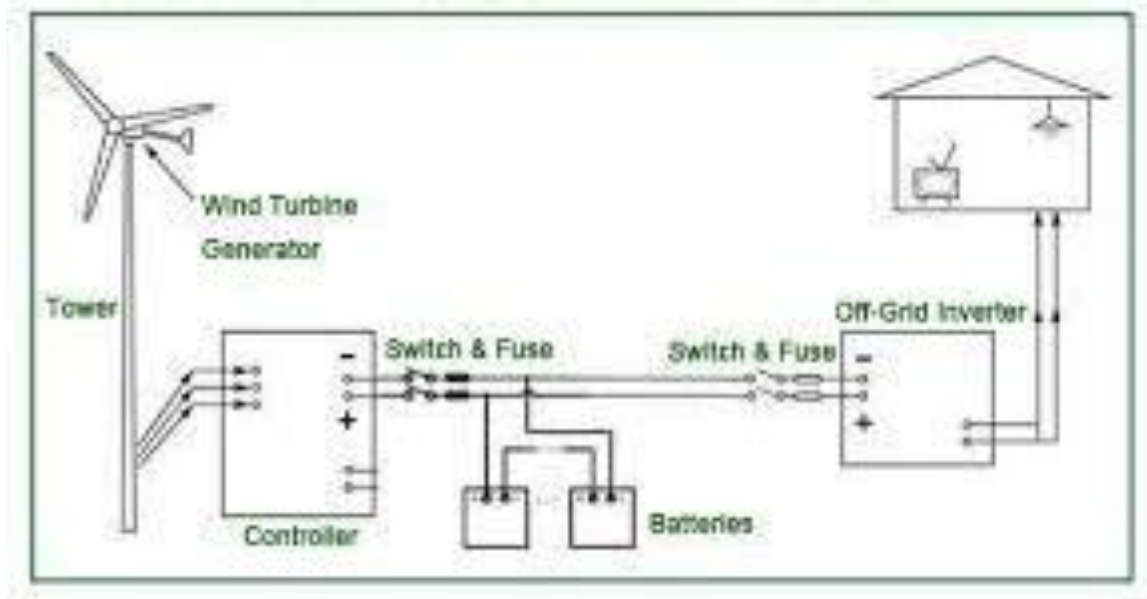 Wind Turbine
Generator
Tower
Off-Grid Inverter
Switch & Fuse
Switch & Fuse
-
-
+
+
Batteries
Controller